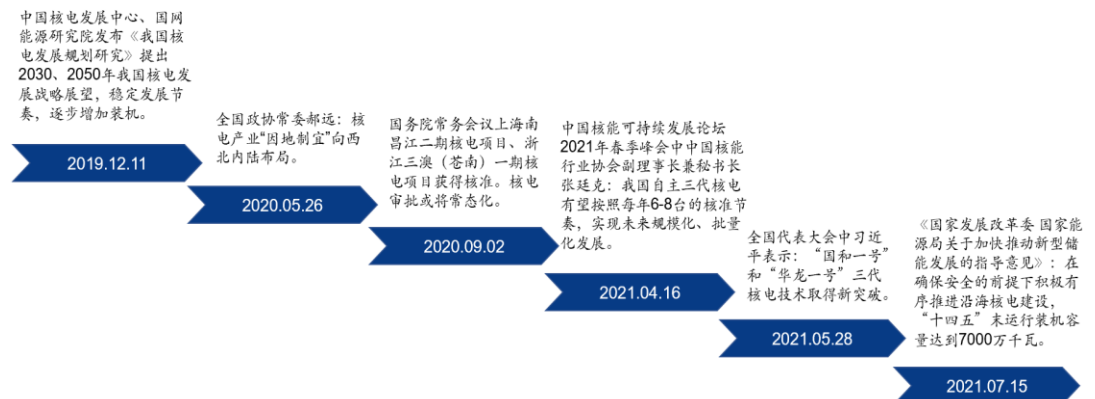 中国核电发展中心、国网
能源研究院发布《我国核
电发展规划研究》提出
2030、2050年我国核电发
展战略展望，稳定发展节
奏，逐步增加装机。
2019.12.11
全国政协常委郝远：核
电产业“因地制宜”向西
北内陆布局。
2020.05.26
国务院常务会议上海南
昌江二期核电项目、浙
江三澳（苍南）一期核
电项目获得核准。核电
审批或将常态化。
2020.09.02
中国核能可持续发展论坛
2021年春季峰会中中国核能
行业协会副理事长兼秘书长
张廷克：我国自主三代核电
有望按照每年6-8台的核准节
奏，实现未来规模化、批量
化发展。
2021.04.16
全国代表大会中习近
平表示：“国和一号”
和“华龙一号”三代
核电技术取得新突破。
2021.05.28
《国家发展改革委 国家能
源局关于加快推动新型储
能发展的指导意见》：在
确保安全的前提下积极有
序推进沿海核电建设，
“十四五”末运行装机容
量达到7000万千瓦。
2021.07.15